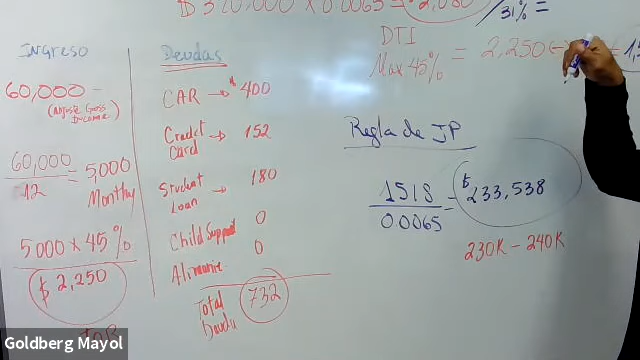 $ 320,000 x 0.0065 = $2,080
/31% =
DTI
Max 45% = 2,250
Ingreso
60,000 -
(Adjuste Gross
Income)
60,000 = 5,000
12 Monthly
5000 x 45%
$ 2,250
Deudas
CAR → $400
Credit → 152
Card
Student → 180
Loan
Child Support 0
Alimonie 0
Total 732
Deuda
Regla de JP
1518 = $233,538
0.0065
230K - 240K
Goldberg Mayol